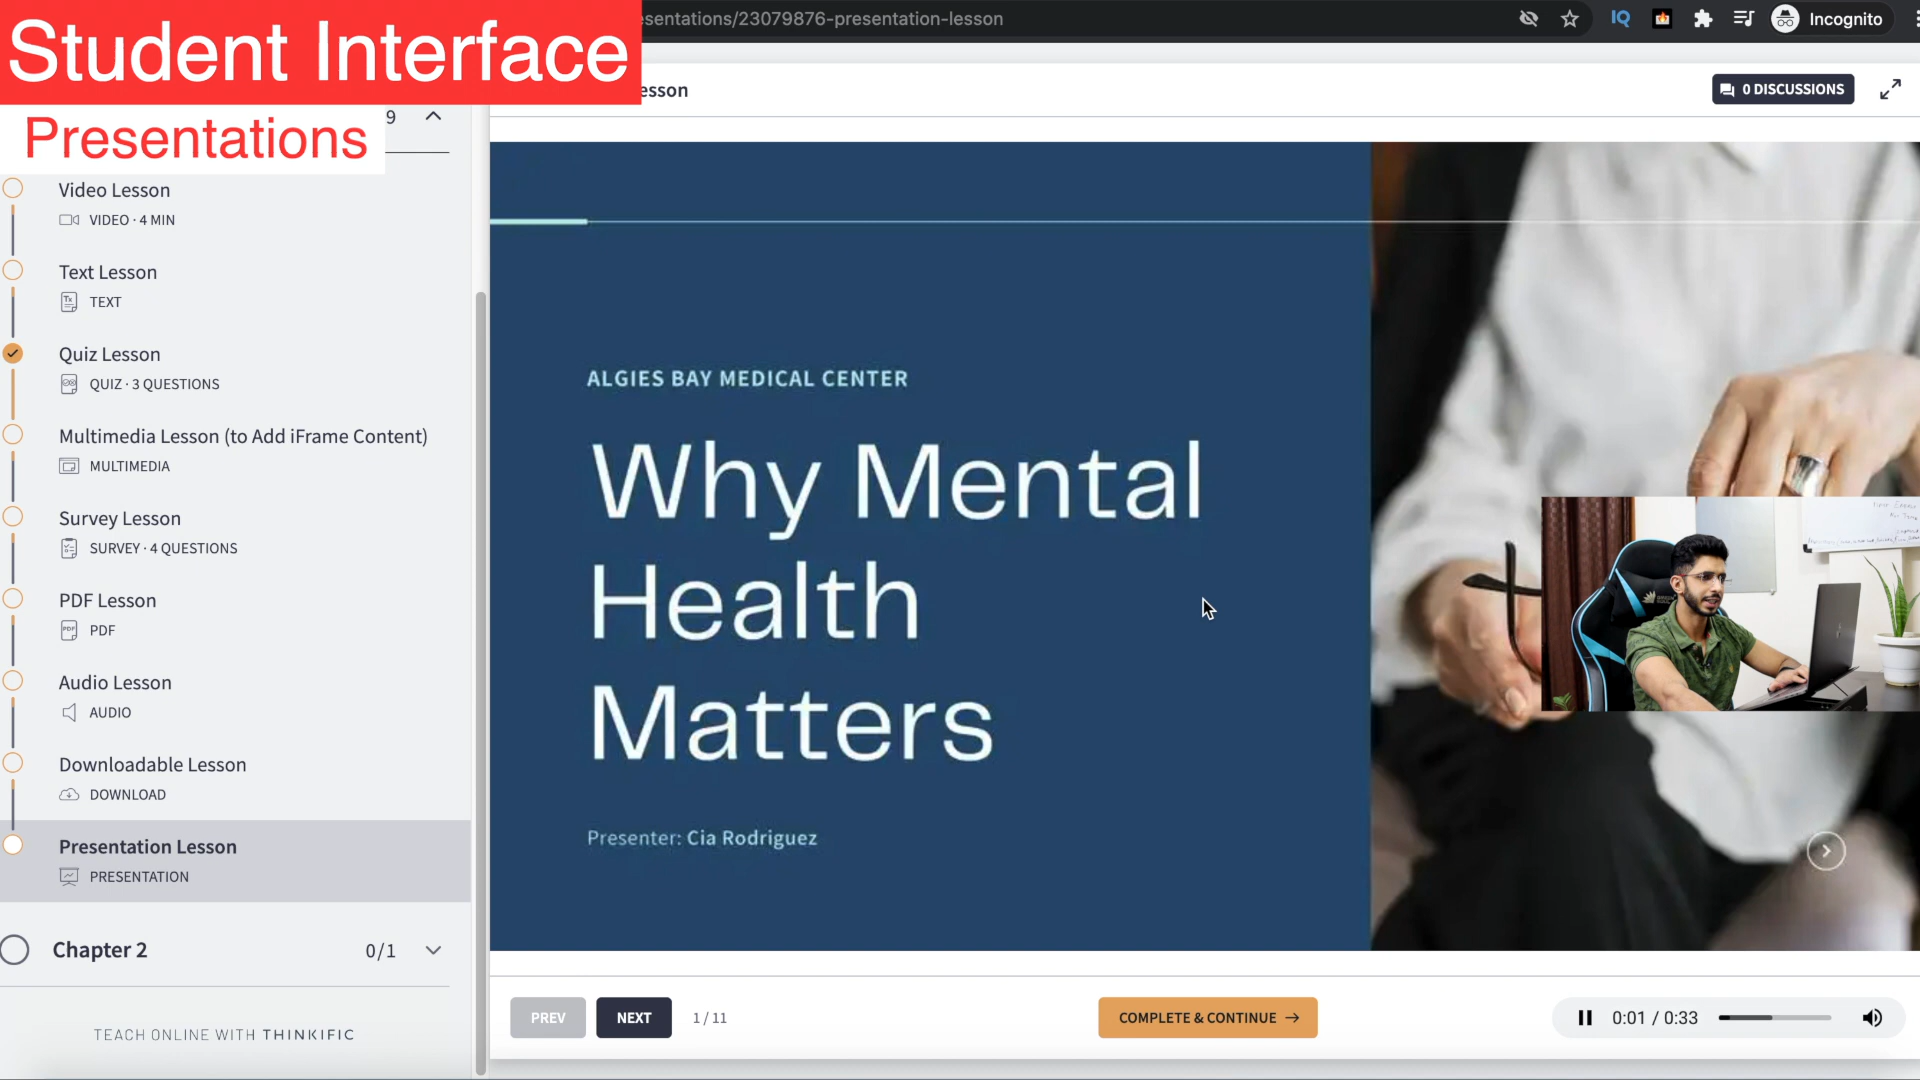 Student Interface
esentations/23079876-presentation-lesson
IQ
Incognito
esson
0 DISCUSSIONS
Presentations
9
Video Lesson
VIDEO · 4 MIN
Text Lesson
TEXT
Quiz Lesson
QUIZ · 3 QUESTIONS
Multimedia Lesson (to Add iFrame Content)
MULTIMEDIA
Survey Lesson
SURVEY · 4 QUESTIONS
PDF Lesson
PDF
Audio Lesson
AUDIO
Downloadable Lesson
DOWNLOAD
Presentation Lesson
PRESENTATION
Chapter 2
0/1
TEACH ONLINE WITH THINKIFIC
ALGIES BAY MEDICAL CENTER
Why Mental
Health
Matters
Presenter: Cia Rodriguez
PREV
NEXT
1 / 11
COMPLETE & CONTINUE →
0:01 / 0:33